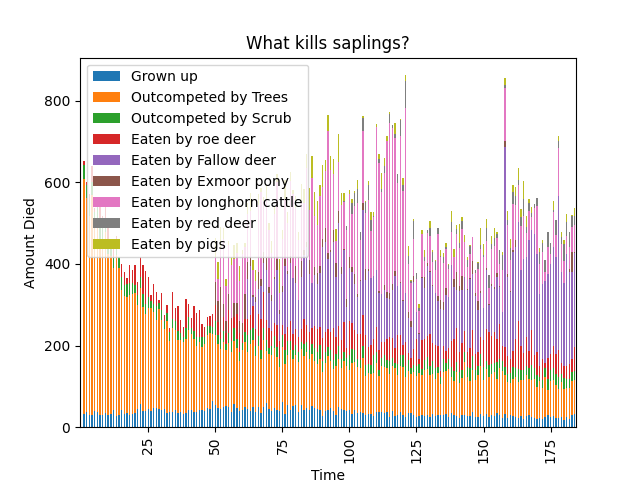 What kills saplings?
Grown up
Outcompeted by Trees
Outcompeted by Scrub
Eaten by roe deer
Eaten by Fallow deer
Eaten by Exmoor pony
Eaten by longhorn cattle
Eaten by red deer
Eaten by pigs
Amount Died
800
600
400
200
0
25
50
75
100
125
150
175
Time